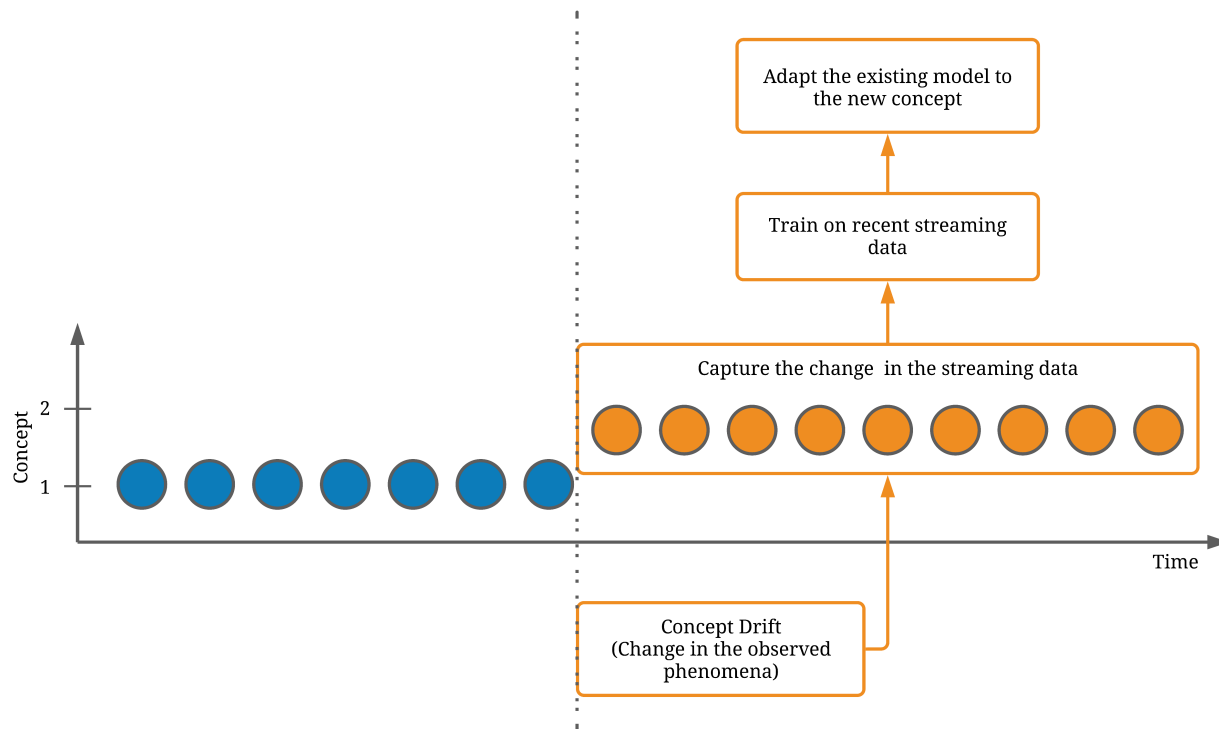 Adapt the existing model to
the new concept
Train on recent streaming
data
Capture the change  in the streaming data
Concept
2
1
Time
Concept Drift
(Change in the observed
phenomena)